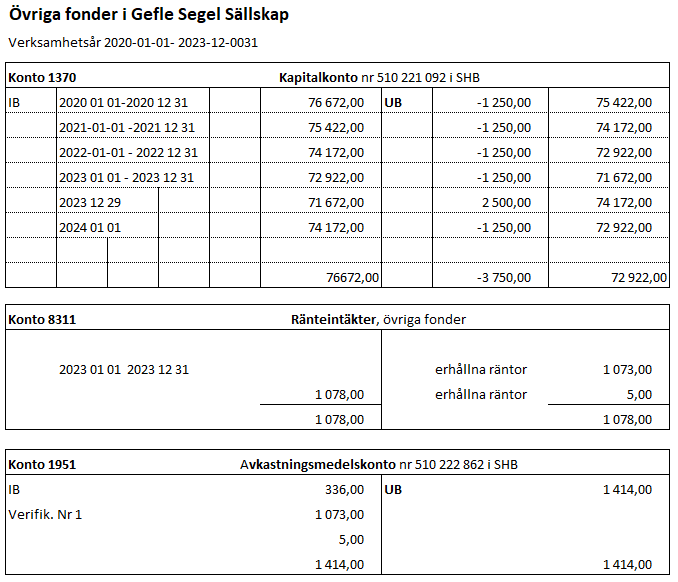 Övriga fonder i Gefle Segel Sällskap
Verksamhetsår 2020-01-01- 2023-12-0031
Konto 1370 Kapitalkonto nr 510 221 092 i SHB
IB 2020 01 01-2020 12 31 76 672,00 UB -1 250,00 75 422,00
2021-01-01 -2021 12 31 75 422,00 -1 250,00 74 172,00
2022-01-01 - 2022 12 31 74 172,00 -1 250,00 72 922,00
2023 01 01 - 2023 12 31 72 922,00 -1 250,00 71 672,00
2023 12 29 71 672,00 2 500,00 74 172,00
2024 01 01 74 172,00 -1 250,00 72 922,00
76672,00 -3 750,00 72 922,00
Konto 8311 Ränteintäkter, övriga fonder
2023 01 01 2023 12 31 erhållna räntor 1 073,00
1 078,00 erhållna räntor 5,00
1 078,00 1 078,00
Konto 1951 Avkastningsmedelskonto nr 510 222 862 i SHB
IB 336,00 UB 1 414,00
Verifik. Nr 1 1 073,00
5,00
1 414,00 1 414,00